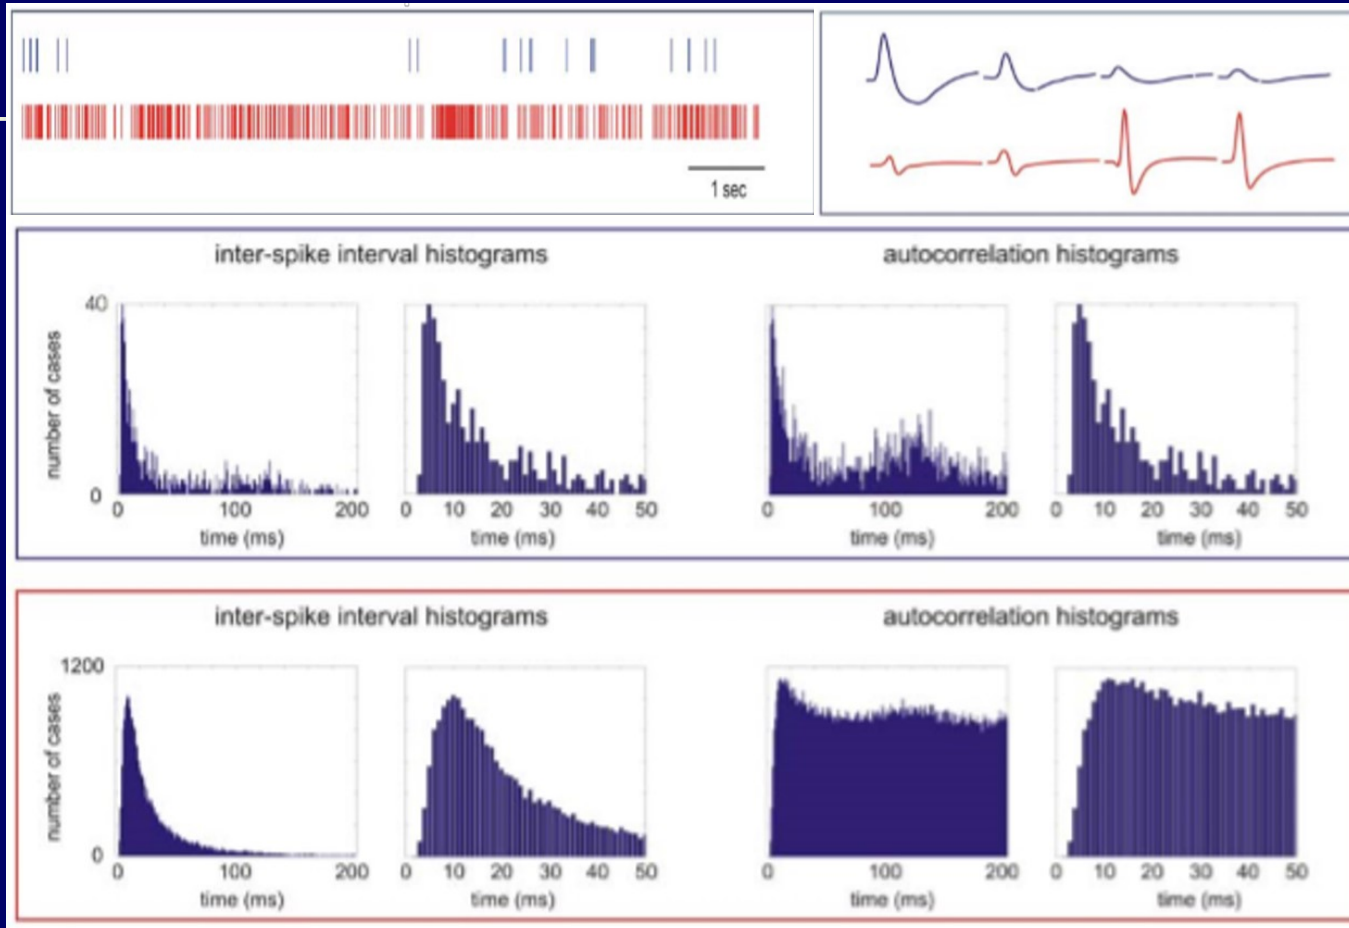 1 sec
inter-spike interval histograms
autocorrelation histograms
number of cases
40
0
0 100 200
0 10 20 30 40 50
0 100 200
0 10 20 30 40 50
time (ms)
time (ms)
time (ms)
time (ms)
inter-spike interval histograms
autocorrelation histograms
number of cases
1200
0
0 100 200
0 10 20 30 40 50
0 100 200
0 10 20 30 40 50
time (ms)
time (ms)
time (ms)
time (ms)